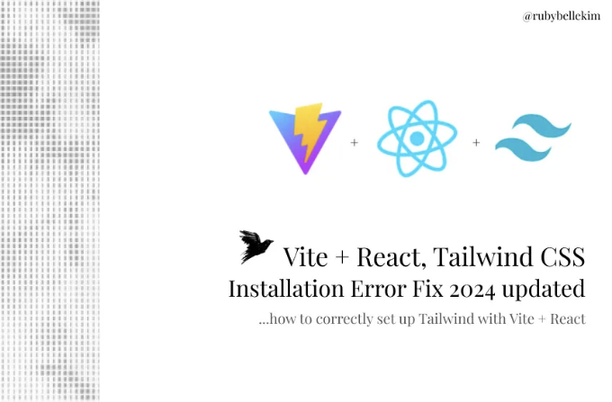 @rubybellekim
+ +
Vite + React, Tailwind CSS
Installation Error Fix 2024 updated
...how to correctly set up Tailwind with Vite + React